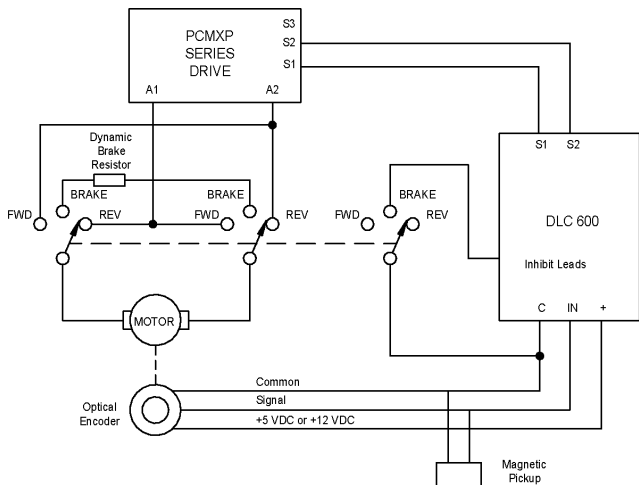 PCMXP
SERIES
DRIVE
S3
S2
S1
A1
A2
S1
S2
DLC 600
Inhibit Leads
C
IN
+
Dynamic
Brake
Resistor
BRAKE
BRAKE
BRAKE
FWD
REV
FWD
REV
FWD
REV
MOTOR
Optical
Encoder
Common
Signal
+5 VDC or +12 VDC
Magnetic
Pickup